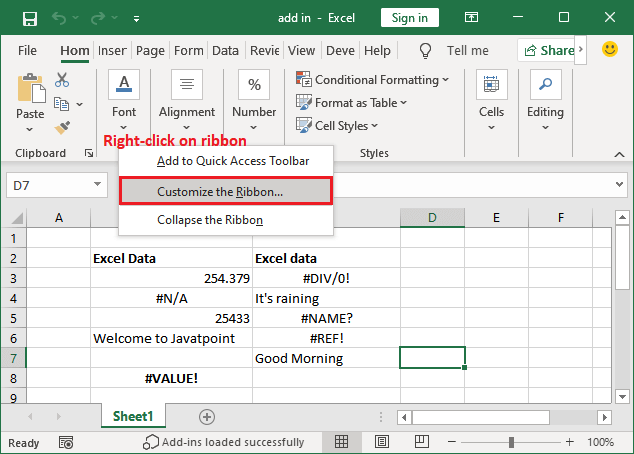 add in - Excel
Sign in
File Hom Inser Page Form Data Revie View Deve Help Tell me Share
Paste
Font
Alignment
%
Number
Conditional Formatting
Format as Table
Cell Styles
Cells
Editing
Clipboard
Styles
Right-click on ribbon
Add to Quick Access Toolbar
Customize the Ribbon...
Collapse the Ribbon
D7
A D E F
1
2 Excel Data Excel data
3 254.379 #DIV/0!
4 #N/A It's raining
5 25433 #NAME?
6 Welcome to Javatpoint #REF!
7 Good Morning
8 #VALUE!
9
Sheet1
Ready Add-ins loaded successfully 100%